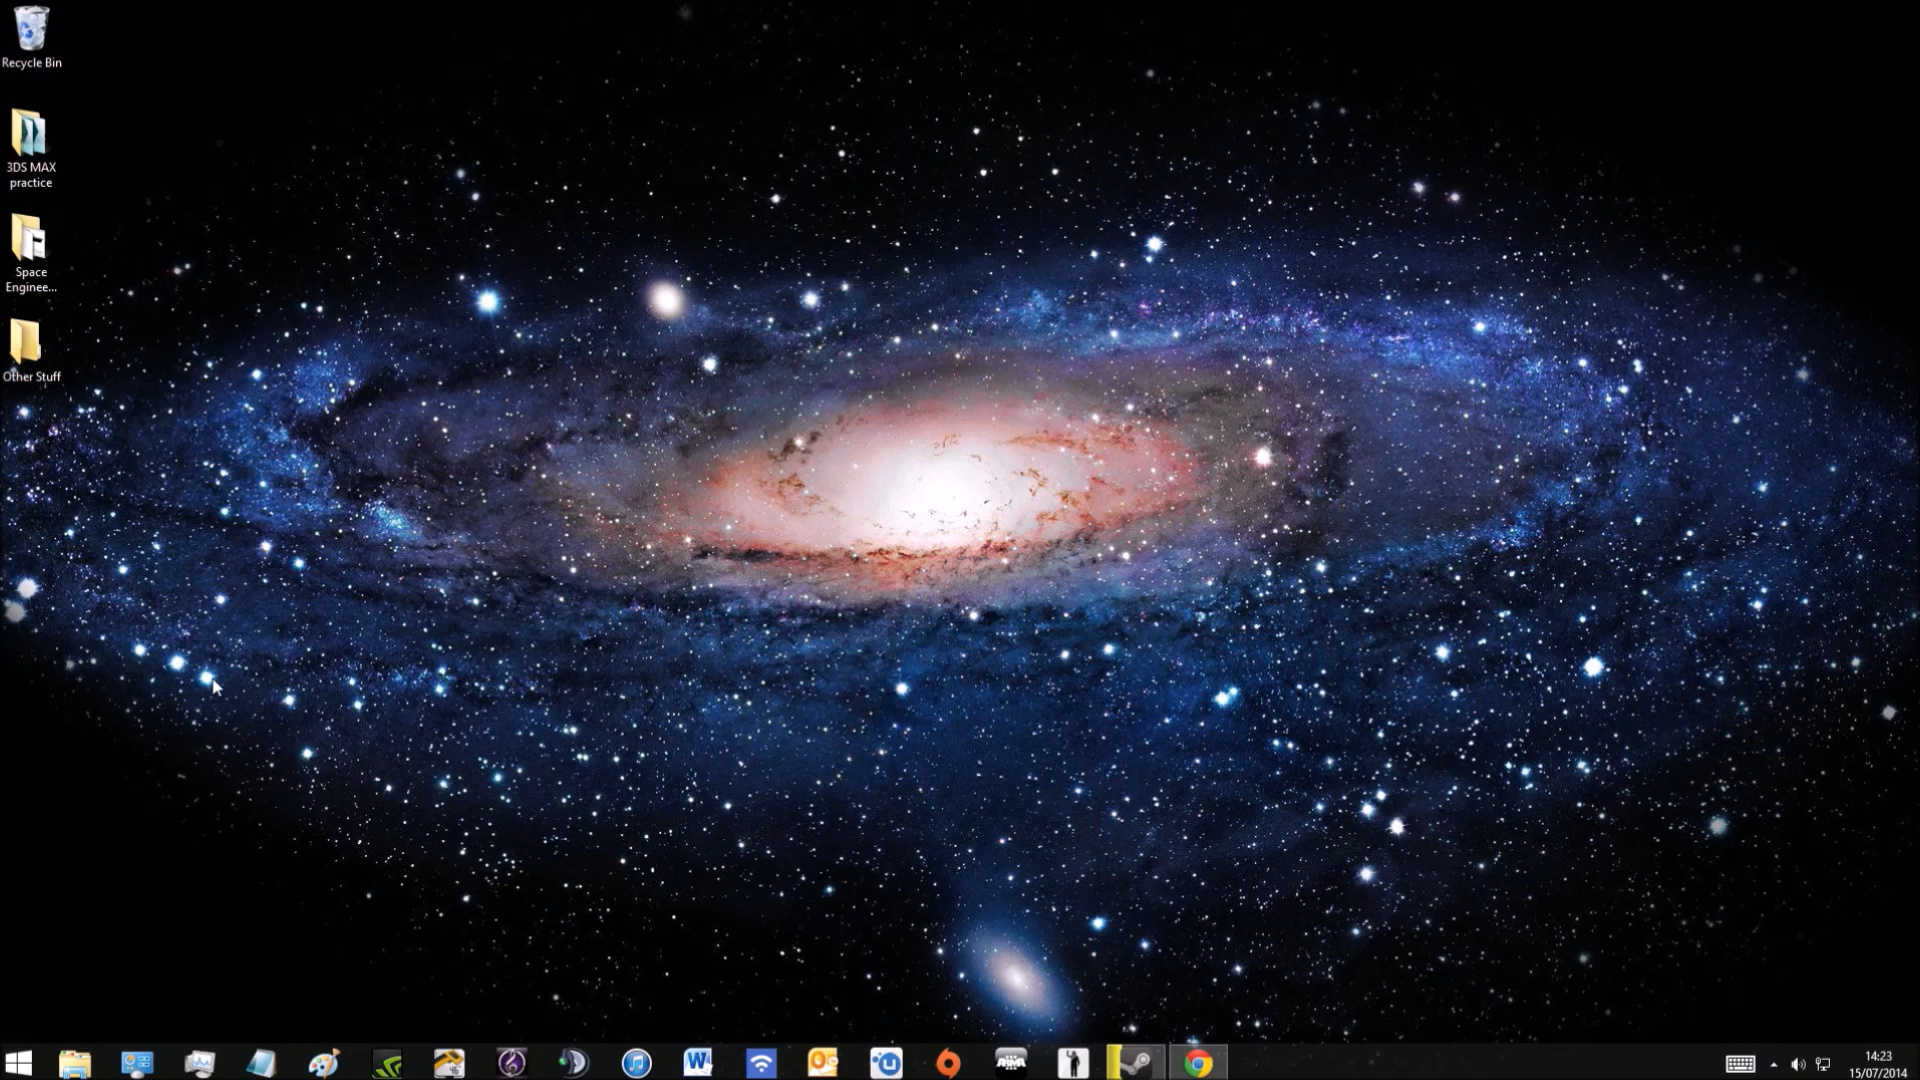 Recycle Bin
3DS MAX
practice
Space
Enginee...
Other Stuff
14:23
15/07/2014